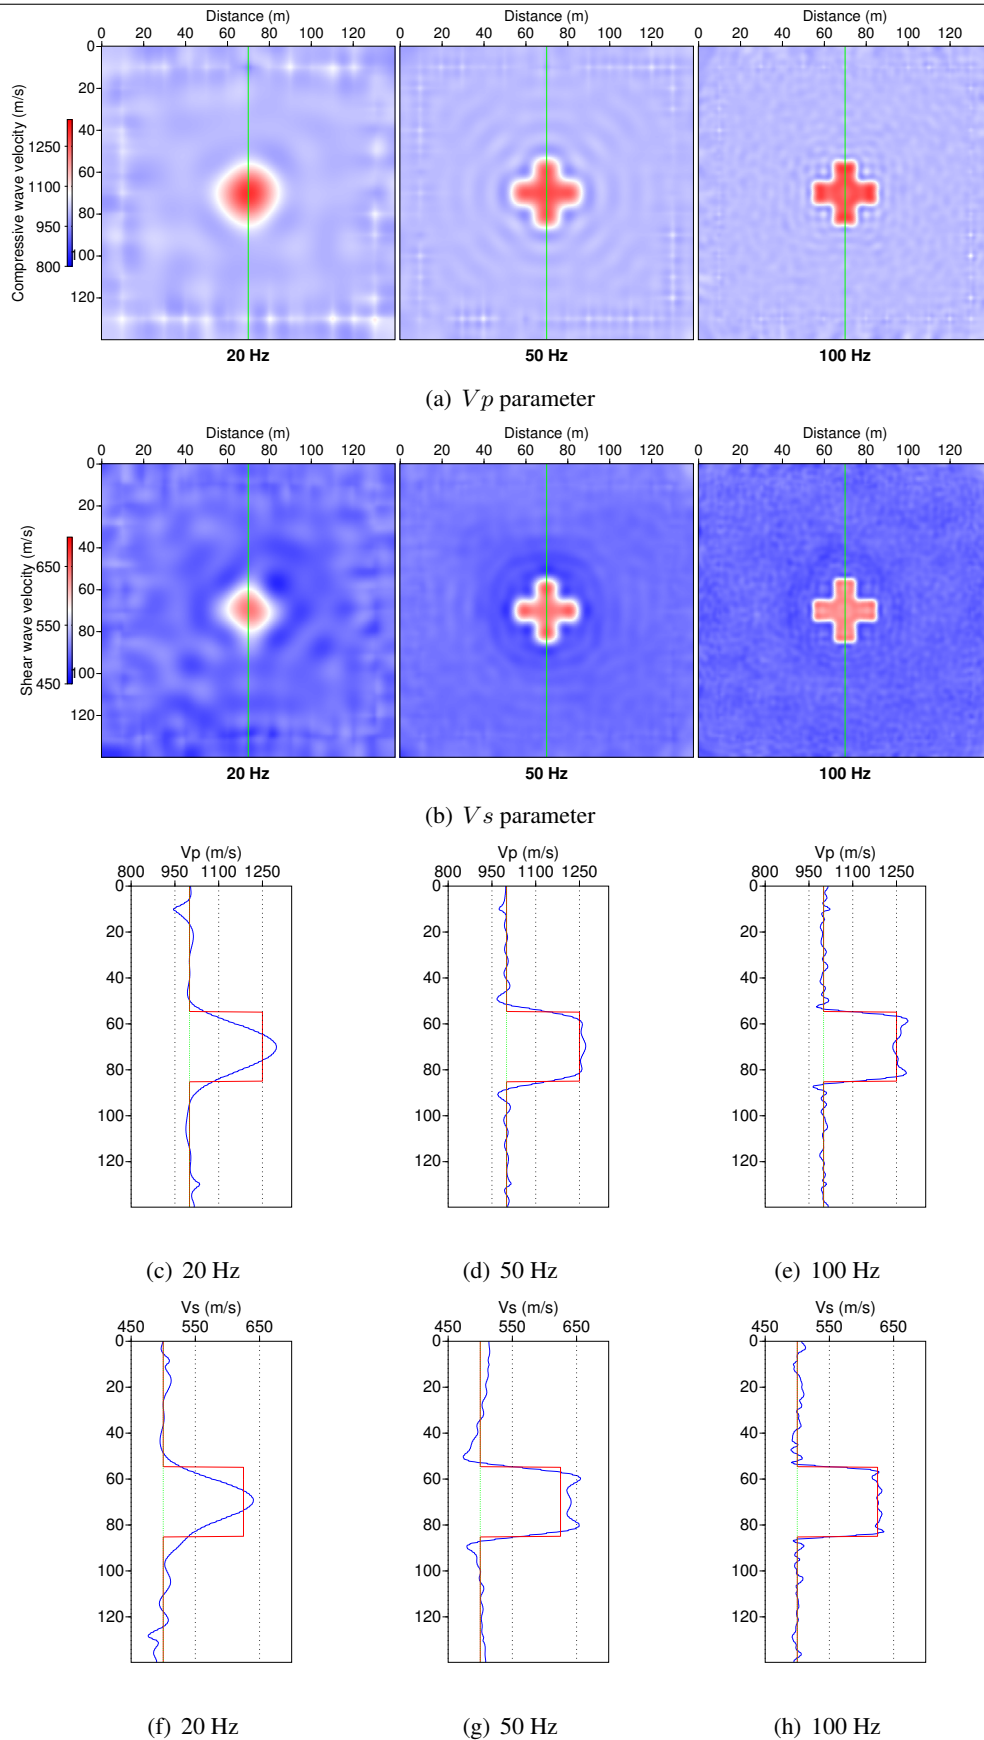 Distance (m) Distance (m) Distance (m)
0 20 40 60 80 100 120 0 20 40 60 80 100 120 0 20 40 60 80 100 120
0
20
40
60
80
100
120
Compressive wave velocity (m/s)
1250
1100
950
800
20 Hz 50 Hz 100 Hz
(a) Vp parameter
Distance (m) Distance (m) Distance (m)
0 20 40 60 80 100 120 0 20 40 60 80 100 120 0 20 40 60 80 100 120
0
20
40
60
80
100
120
Shear wave velocity (m/s)
650
550
450
20 Hz 50 Hz 100 Hz
(b) Vs parameter
Vp (m/s) Vp (m/s) Vp (m/s)
800 950 1100 1250 800 950 1100 1250 800 950 1100 1250
0 0 0
20 20 20
40 40 40
60 60 60
80 80 80
100 100 100
120 120 120
(c) 20 Hz (d) 50 Hz (e) 100 Hz
Vs (m/s) Vs (m/s) Vs (m/s)
450 550 650 450 550 650 450 550 650
0 0 0
20 20 20
40 40 40
60 60 60
80 80 80
100 100 100
120 120 120
(f) 20 Hz (g) 50 Hz (h) 100 Hz